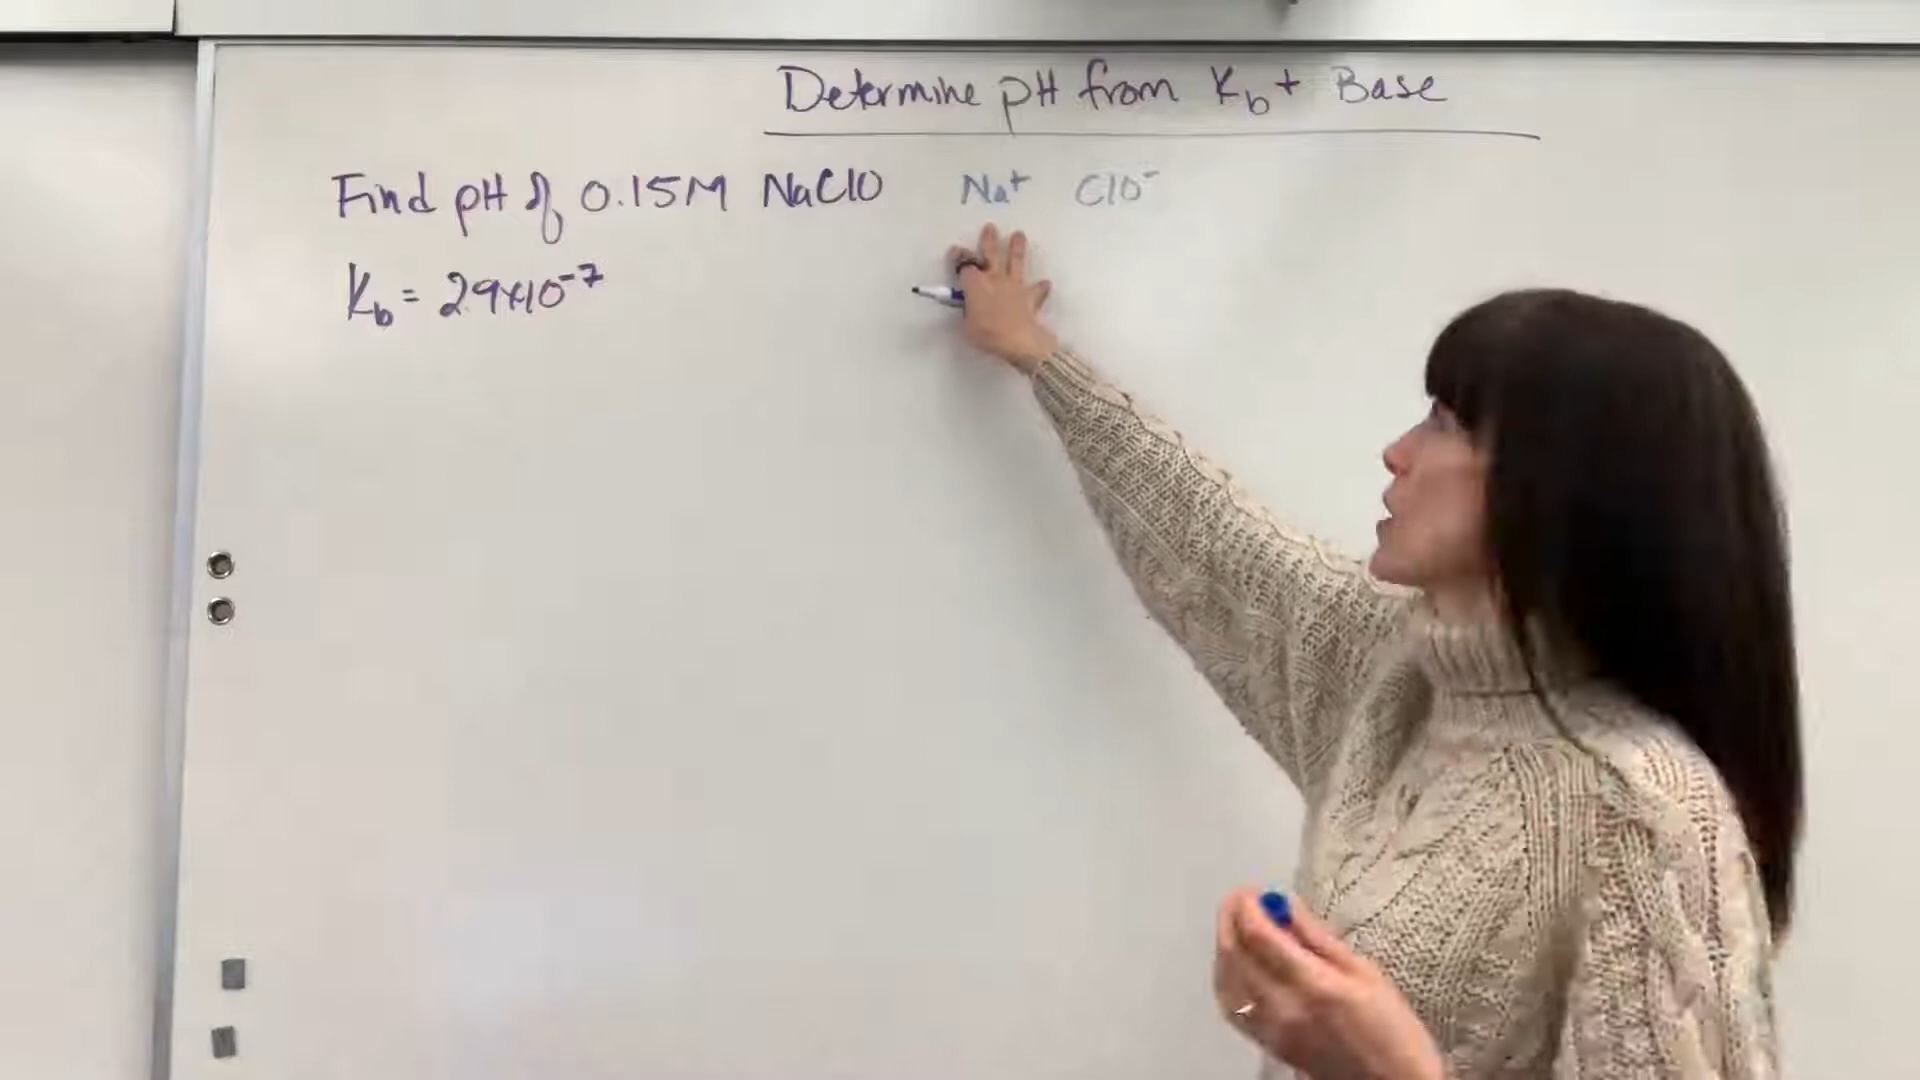 Determine pH from Kb + Base
Find pH of 0.15M NaClO Na⁺ ClO⁻
Kb = 2.9x10⁻⁷